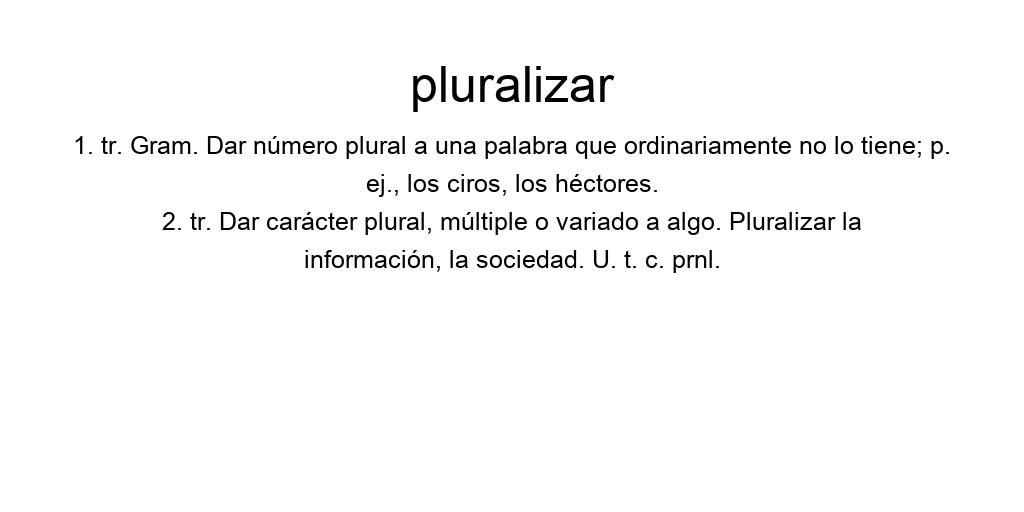 pluralizar
1. tr. Gram. Dar número plural a una palabra que ordinariamente no lo tiene; p.
ej., los ciros, los héctores.
2. tr. Dar carácter plural, múltiple o variado a algo. Pluralizar la
información, la sociedad. U. t. c. prnl.